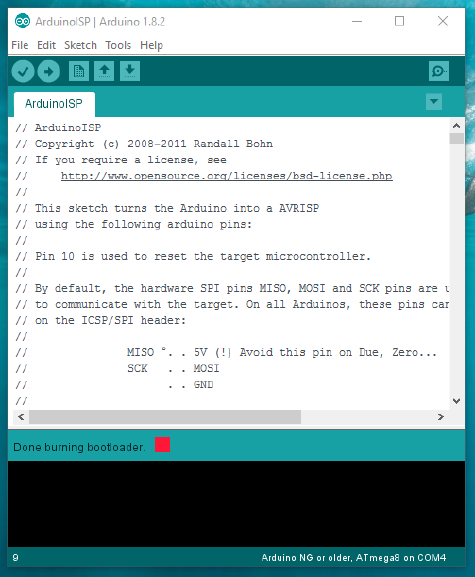 ArduinoISP | Arduino 1.8.2
File Edit Sketch Tools Help
ArduinoISP
// ArduinoISP
// Copyright (c) 2008-2011 Randall Bohn
// If you require a license, see
//     http://www.opensource.org/licenses/bsd-license.php
//
// This sketch turns the Arduino into a AVRISP
// using the following arduino pins:
//
// Pin 10 is used to reset the target microcontroller.
//
// By default, the hardware SPI pins MISO, MOSI and SCK pins are u
// to communicate with the target. On all Arduinos, these pins can
// on the ICSP/SPI header:
//
//               MISO °. . 5V (!) Avoid this pin on Due, Zero...
//               SCK   . . MOSI
//                     . . GND
//
Done burning bootloader.
9
Arduino NG or older, ATmega8 on COM4